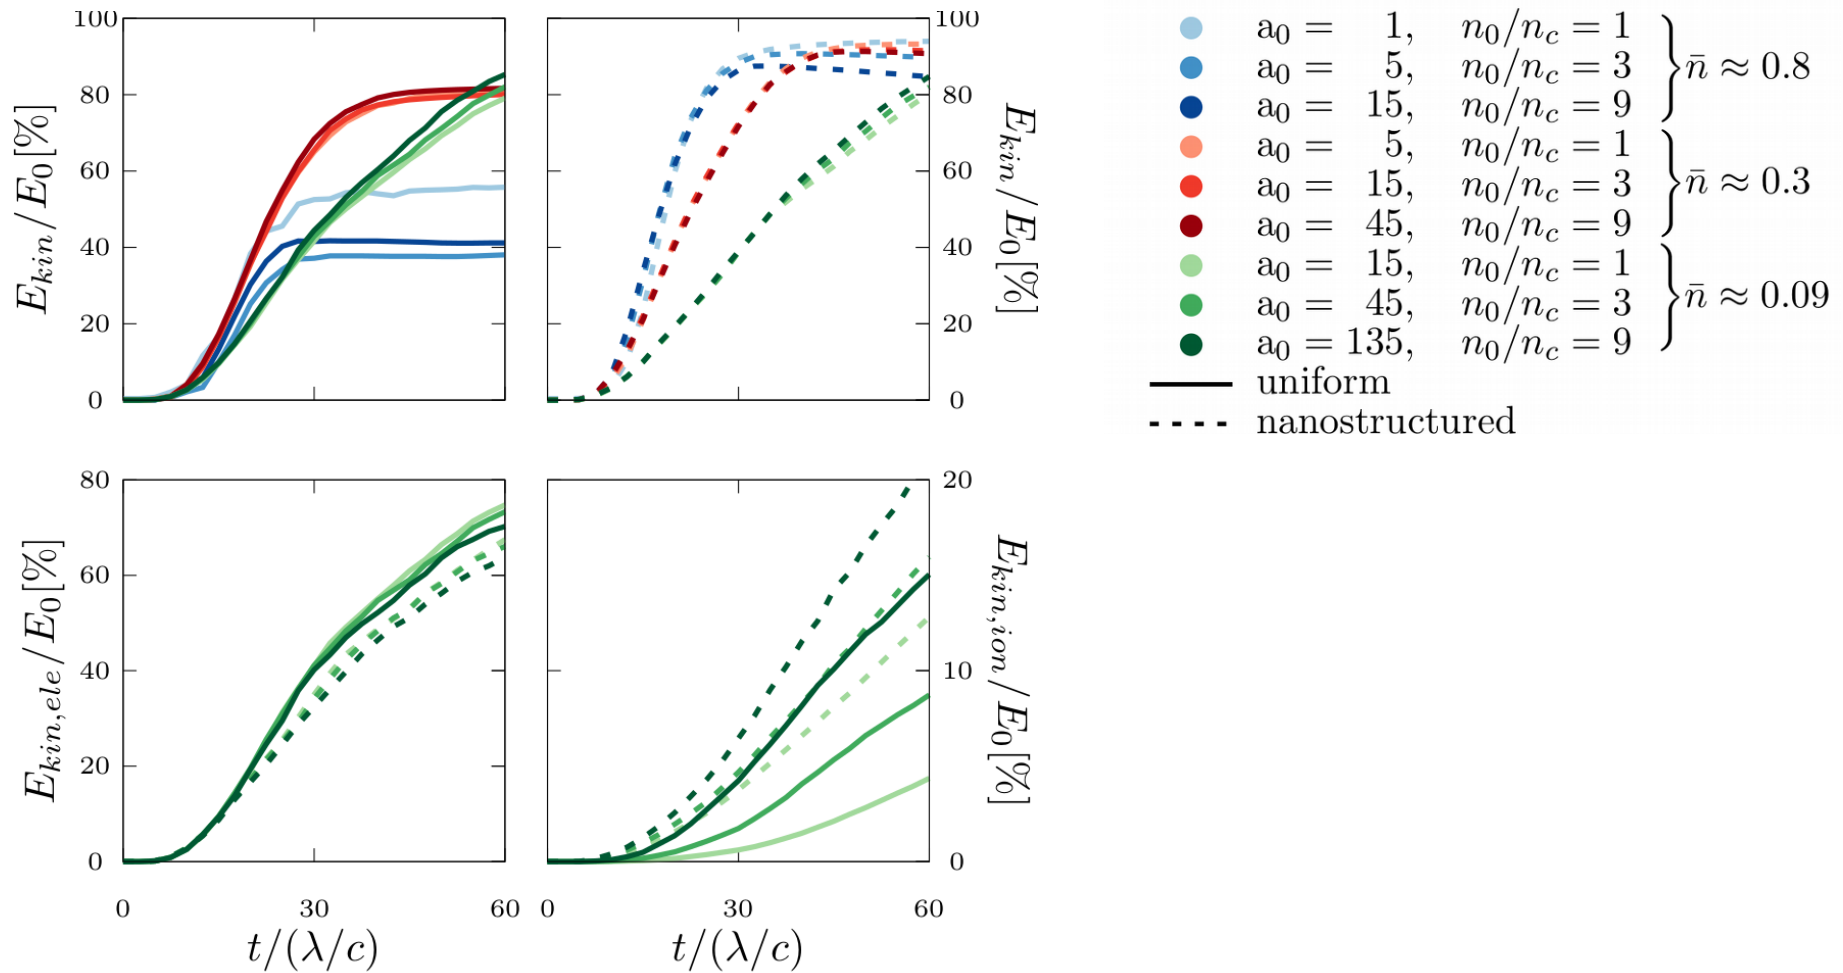 100
80
60
40
20
0
E_kin/E_0[%]
100
80
60
40
20
0
E_kin/E_0[%]
a_0 = 1, n_0/n_c = 1
a_0 = 5, n_0/n_c = 3
a_0 = 15, n_0/n_c = 9
n̄ ≈ 0.8
a_0 = 5, n_0/n_c = 1
a_0 = 15, n_0/n_c = 3
a_0 = 45, n_0/n_c = 9
n̄ ≈ 0.3
a_0 = 15, n_0/n_c = 1
a_0 = 45, n_0/n_c = 3
a_0 = 135, n_0/n_c = 9
n̄ ≈ 0.09
uniform
nanostructured
80
60
40
20
0
E_kin,ele/E_0[%]
0 30 60
t/(λ/c)
20
10
0
E_kin,ion/E_0[%]
0 30 60
t/(λ/c)